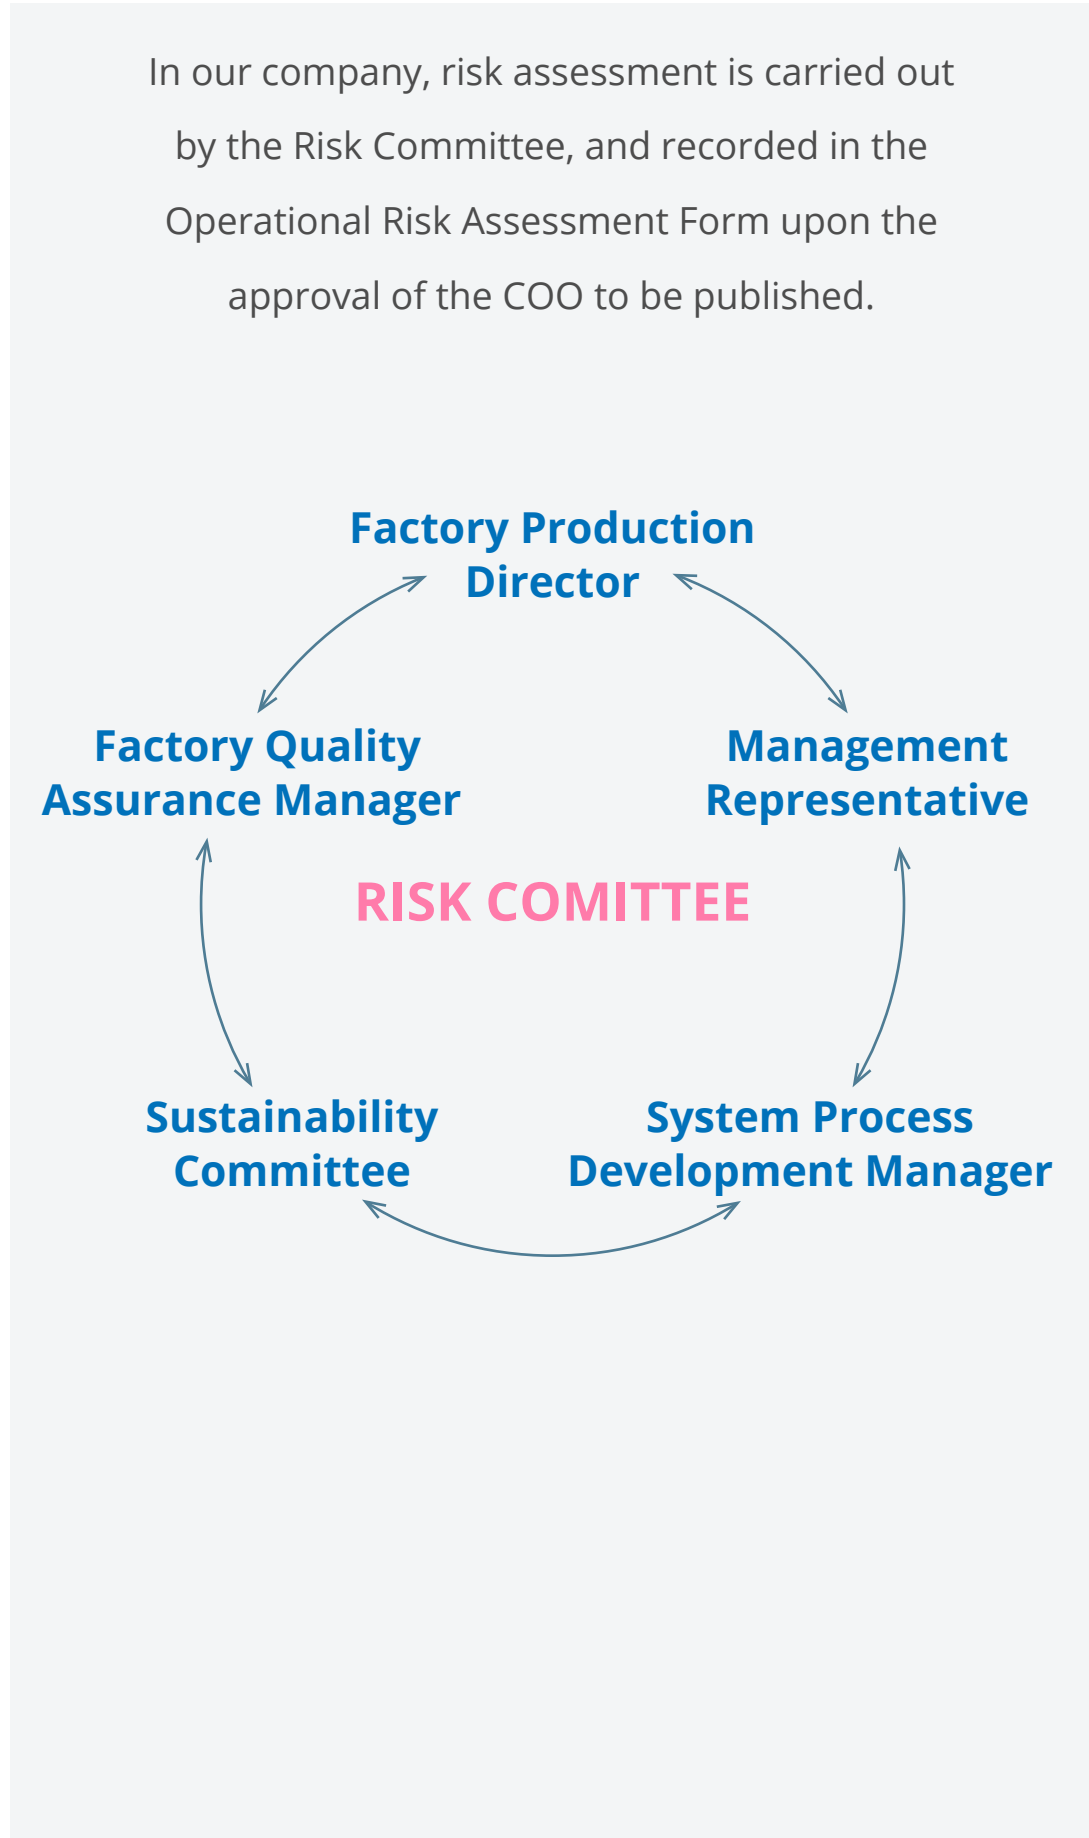 In our company, risk assessment is carried out
by the Risk Committee, and recorded in the
Operational Risk Assessment Form upon the
approval of the COO to be published.
Factory Production
Director
Factory Quality
Assurance Manager
Management
Representative
RISK COMITTEE
Sustainability
Committee
System Process
Development Manager